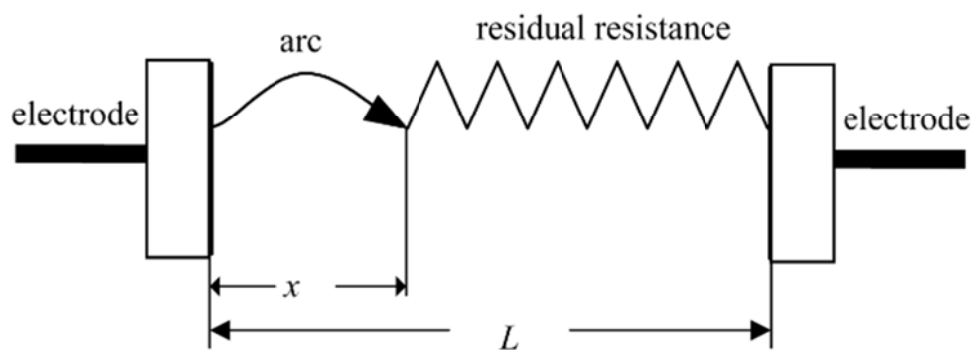 arc
residual resistance
electrode
electrode
x
L